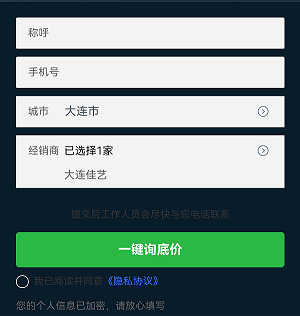 称呼
手机号
城市 大连市
经销商 已选择1家
大连佳艺
提交后工作人员会尽快与您电话联系
一键询底价
我已阅读并同意《隐私协议》
您的个人信息已加密，请放心填写